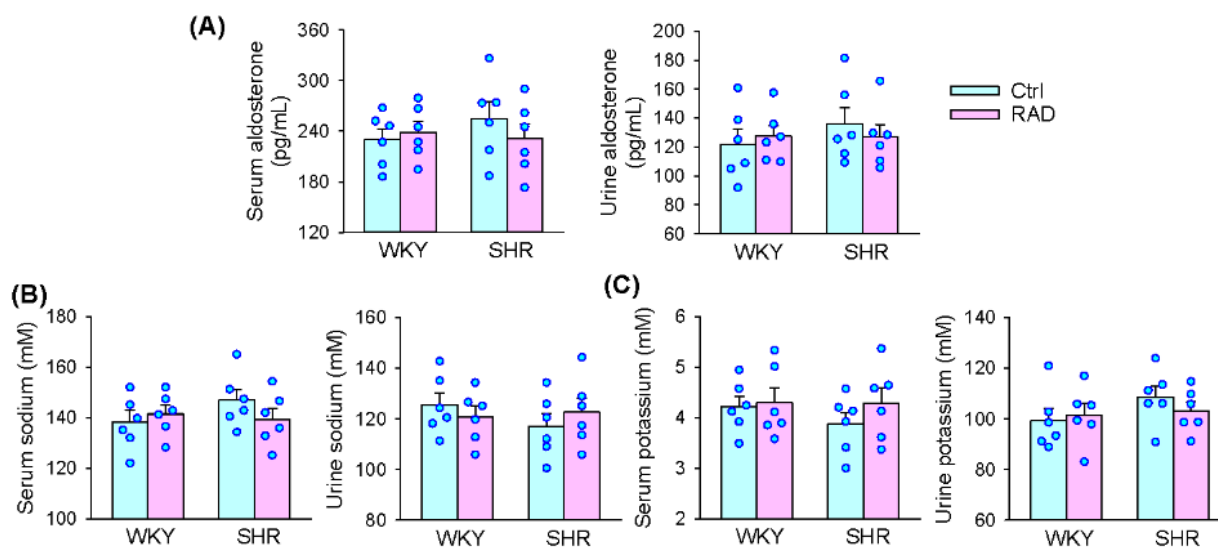 (A)
Serum aldosterone
(pg/mL)
360
300
240
180
120
WKY
SHR
Urine aldosterone
(pg/mL)
200
180
160
140
120
100
80
60
WKY
SHR
Ctrl
RAD
(B)
Serum sodium (mM)
180
160
140
120
100
WKY
SHR
Urine sodium (mM)
160
140
120
100
80
WKY
SHR
(C)
Serum potassium (mM)
6
5
4
3
2
WKY
SHR
Urine potassium (mM)
140
120
100
80
60
WKY
SHR